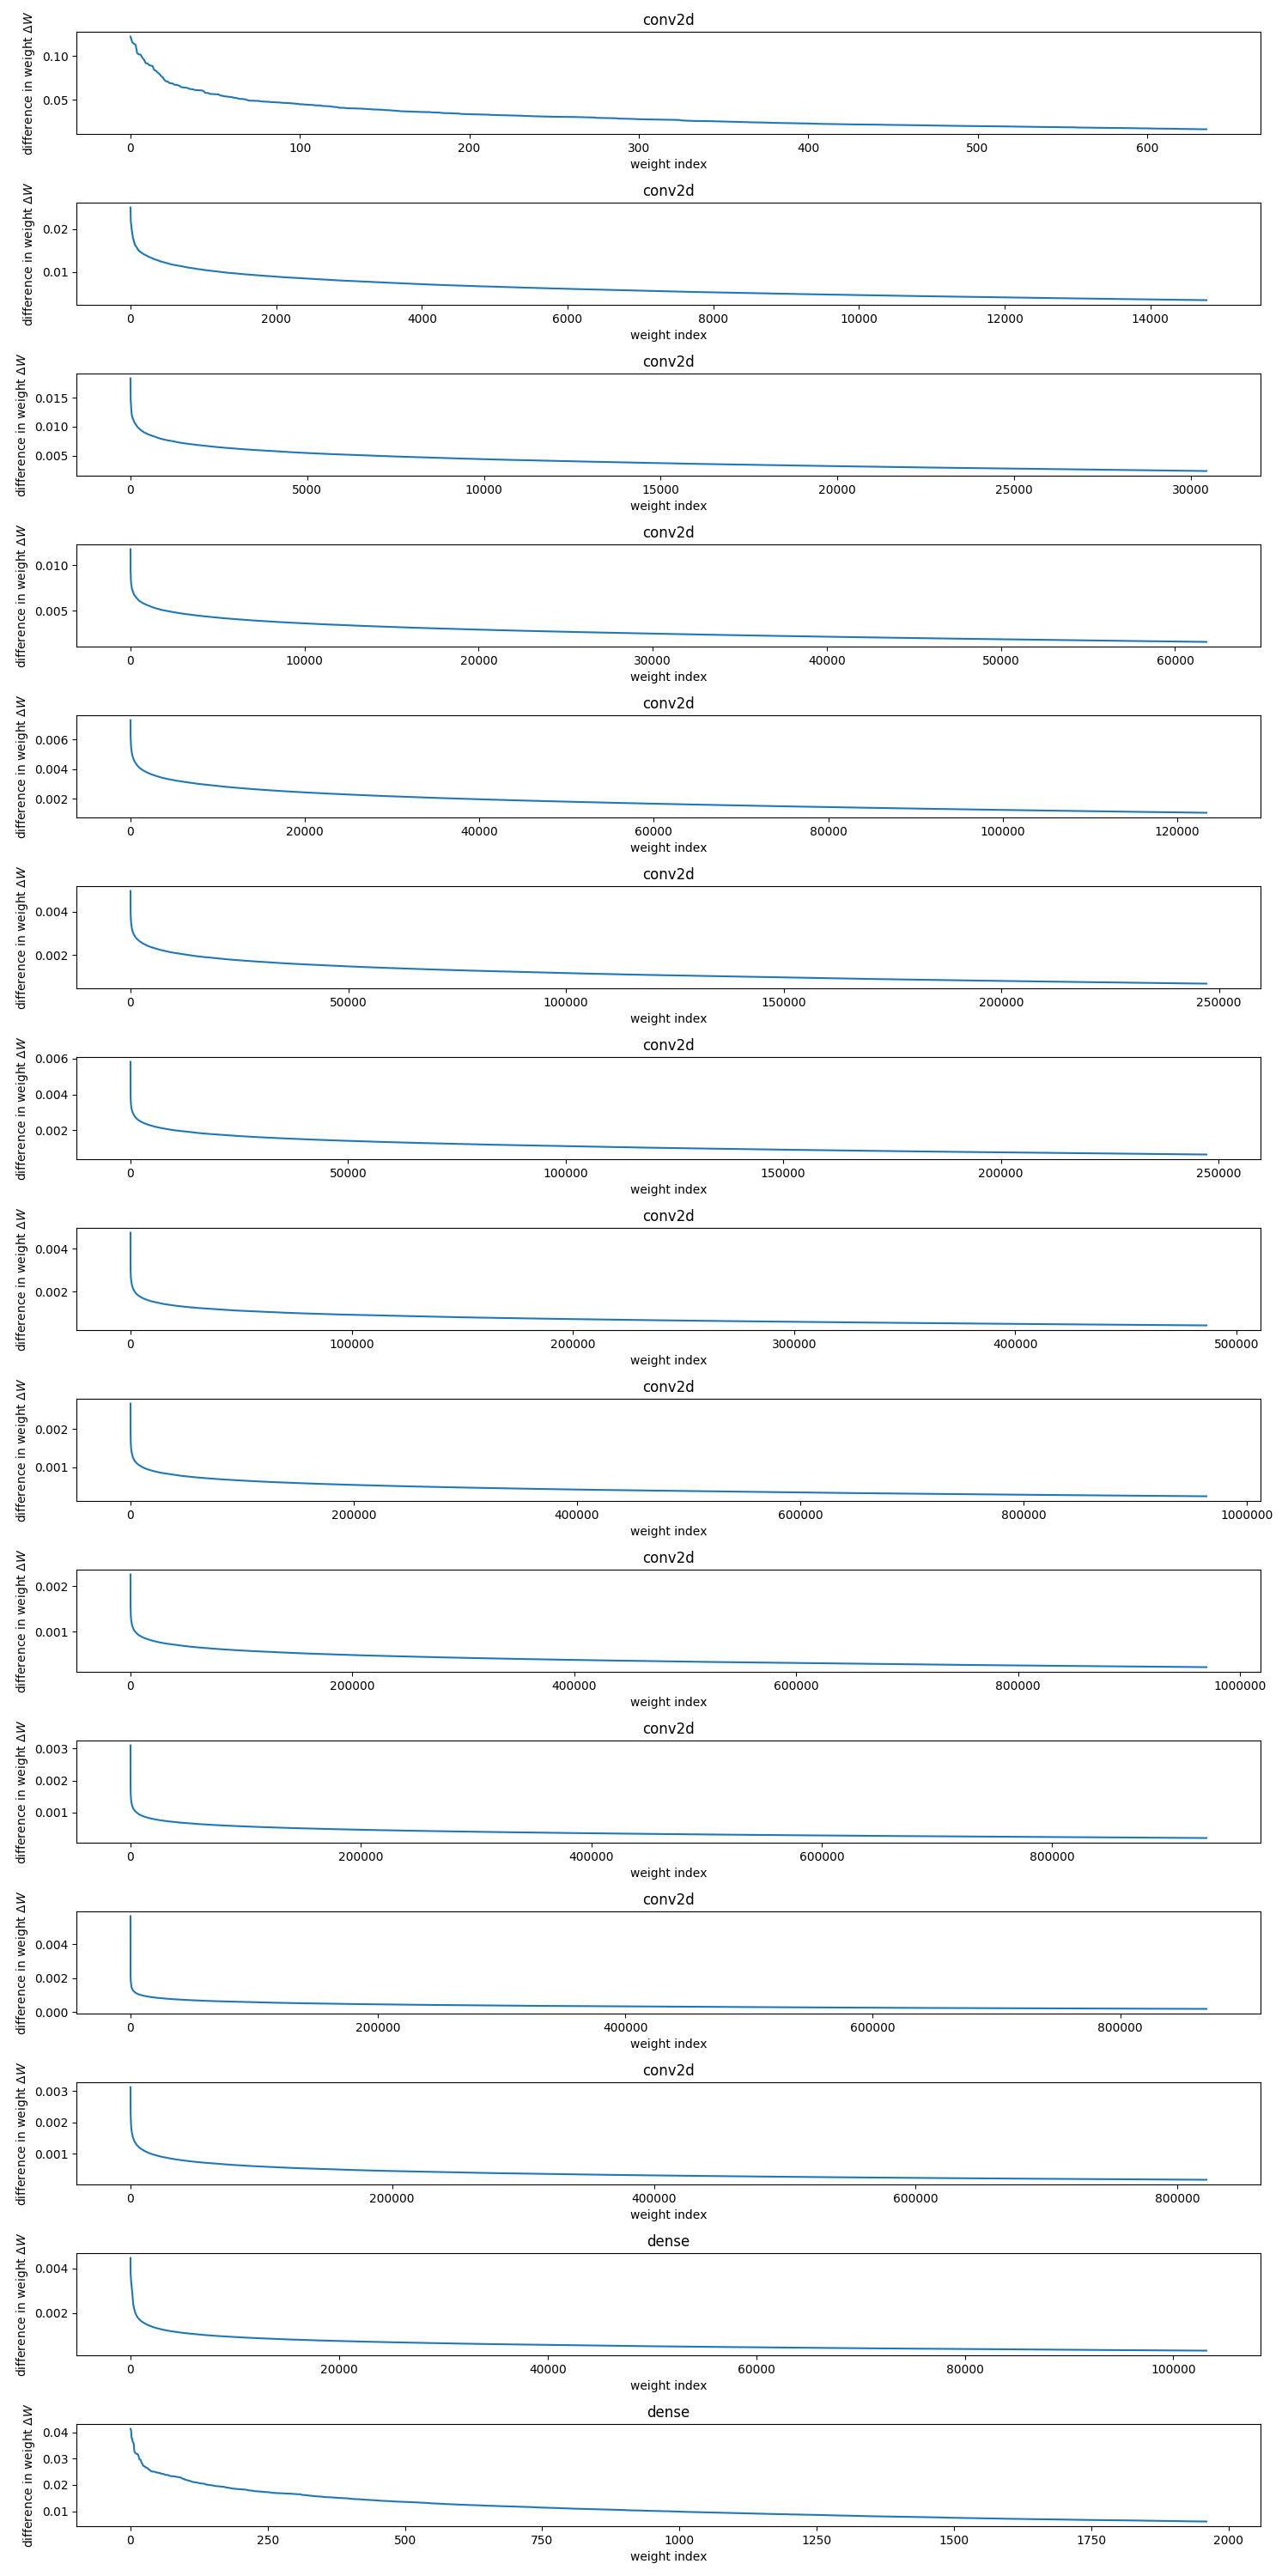 conv2d
difference in weight ΔW
0.10
0.05
0 100 200 300 400 500 600
weight index
conv2d
difference in weight ΔW
0.02
0.01
0 2000 4000 6000 8000 10000 12000 14000
weight index
conv2d
difference in weight ΔW
0.015
0.010
0.005
0 5000 10000 15000 20000 25000 30000
weight index
conv2d
difference in weight ΔW
0.010
0.005
0 10000 20000 30000 40000 50000 60000
weight index
conv2d
difference in weight ΔW
0.006
0.004
0.002
0 20000 40000 60000 80000 100000 120000
weight index
conv2d
difference in weight ΔW
0.004
0.002
0 50000 100000 150000 200000 250000
weight index
conv2d
difference in weight ΔW
0.006
0.004
0.002
0 50000 100000 150000 200000 250000
weight index
conv2d
difference in weight ΔW
0.004
0.002
0 100000 200000 300000 400000 500000
weight index
conv2d
difference in weight ΔW
0.002
0.001
0 200000 400000 600000 800000 1000000
weight index
conv2d
difference in weight ΔW
0.002
0.001
0 200000 400000 600000 800000 1000000
weight index
conv2d
difference in weight ΔW
0.003
0.002
0.001
0 200000 400000 600000 800000
weight index
conv2d
difference in weight ΔW
0.004
0.002
0.000
0 200000 400000 600000 800000
weight index
conv2d
difference in weight ΔW
0.003
0.002
0.001
0 200000 400000 600000 800000
weight index
dense
difference in weight ΔW
0.004
0.002
0 20000 40000 60000 80000 100000
weight index
dense
difference in weight ΔW
0.04
0.03
0.02
0.01
0 250 500 750 1000 1250 1500 1750 2000
weight index